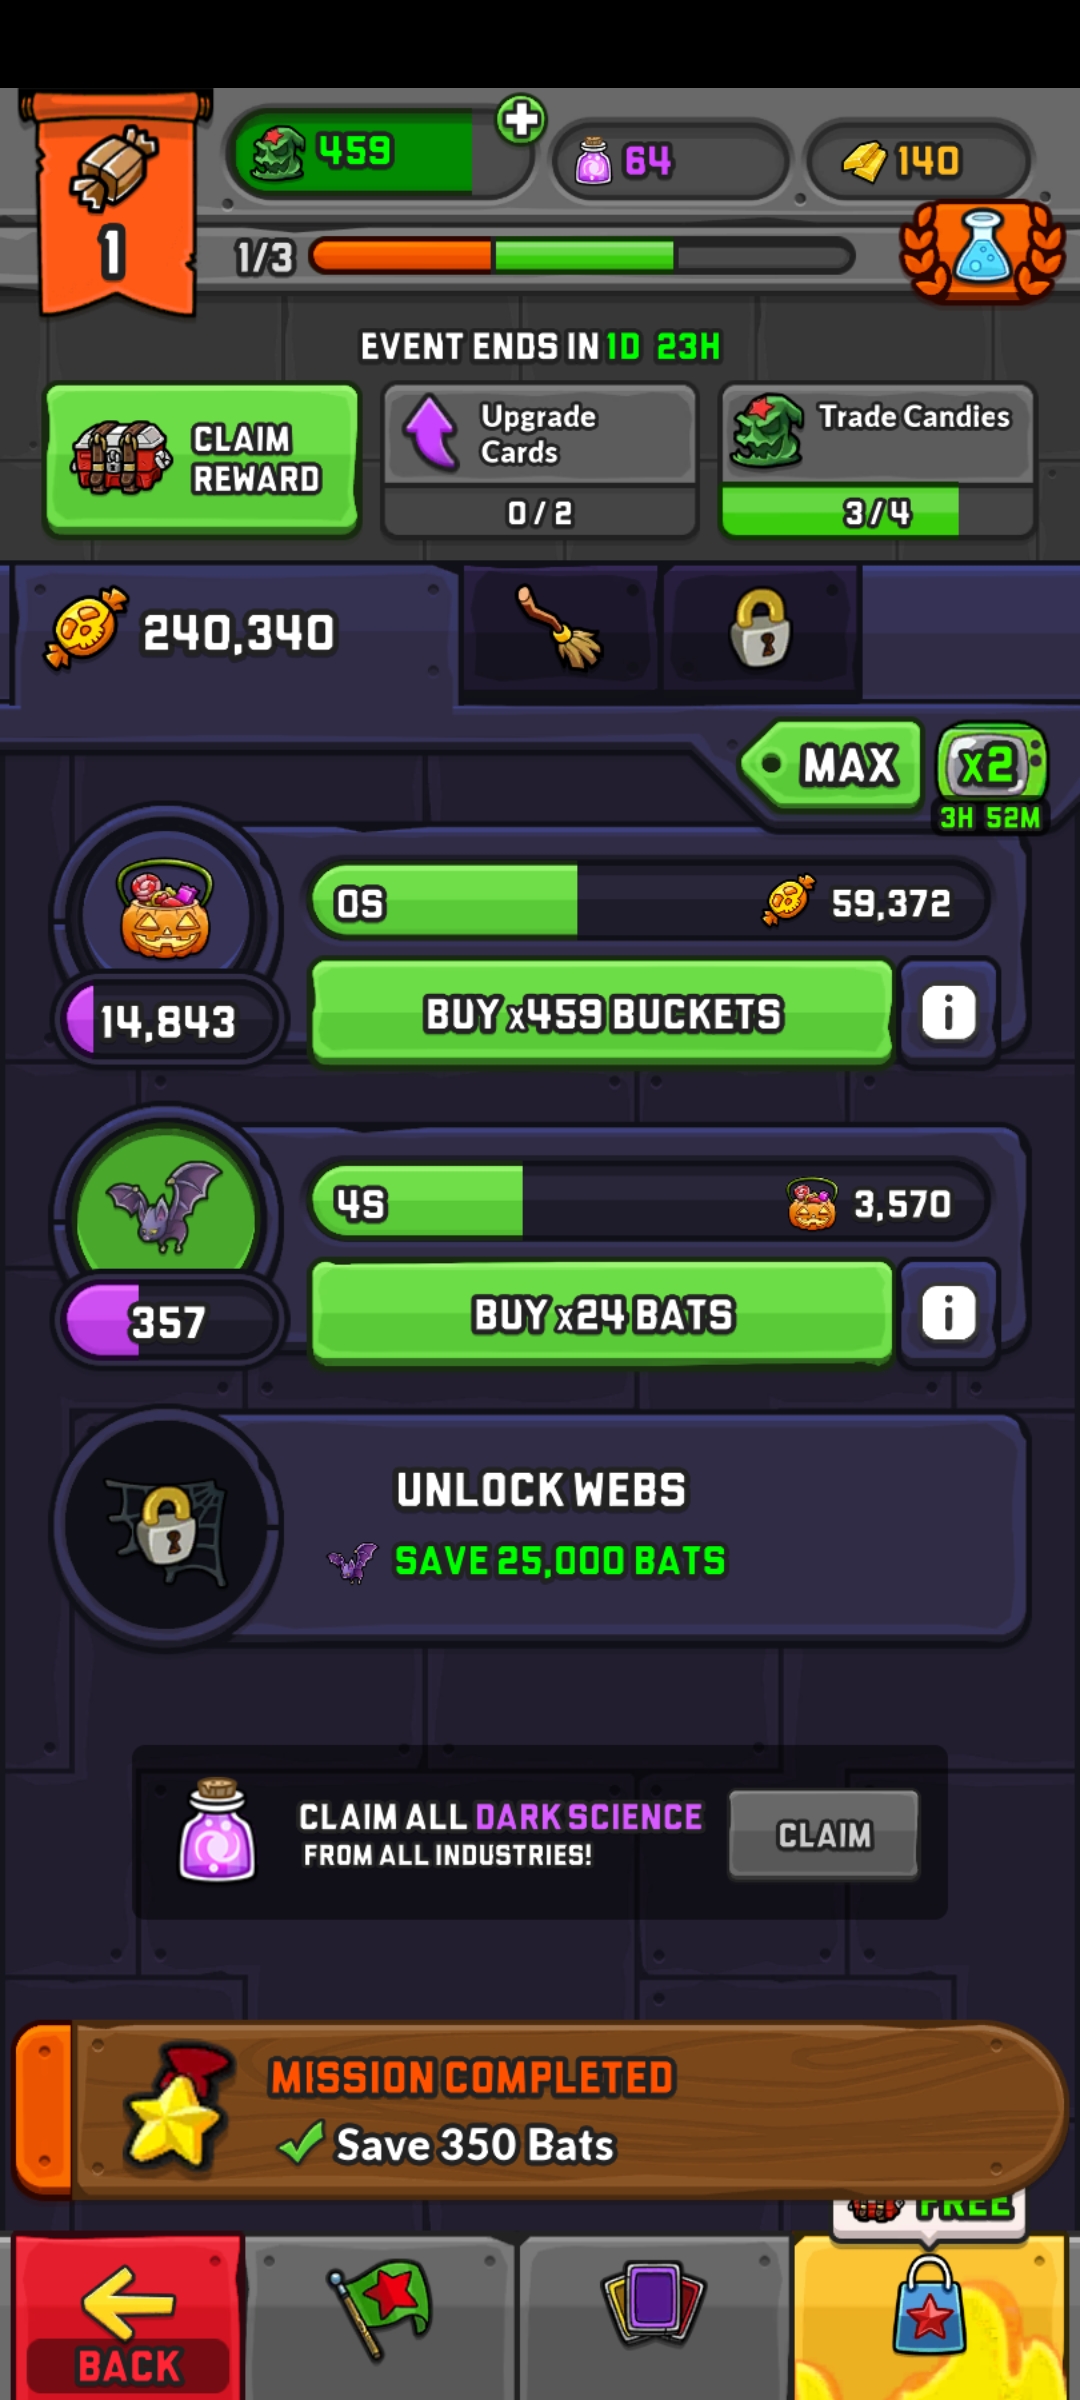 459
64
140
1
1/3
EVENT ENDS IN 1D 23H
CLAIM
REWARD
Upgrade
Cards
0/2
Trade Candies
3/4
240,340
MAX
x2
3H 52M
0S
59,372
14,843
BUY x459 BUCKETS
i
4S
3,570
357
BUY x24 BATS
i
UNLOCK WEBS
SAVE 25,000 BATS
CLAIM ALL DARK SCIENCE
FROM ALL INDUSTRIES!
CLAIM
MISSION COMPLETED
Save 350 Bats
FREE
BACK